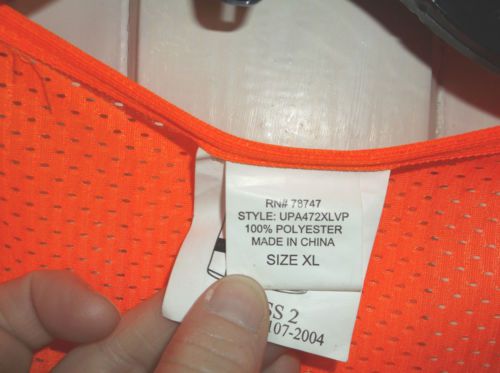 RN# 78747
STYLE: UPA472XLVP
100% POLYESTER
MADE IN CHINA
SIZE XL
SS 2
107-2004